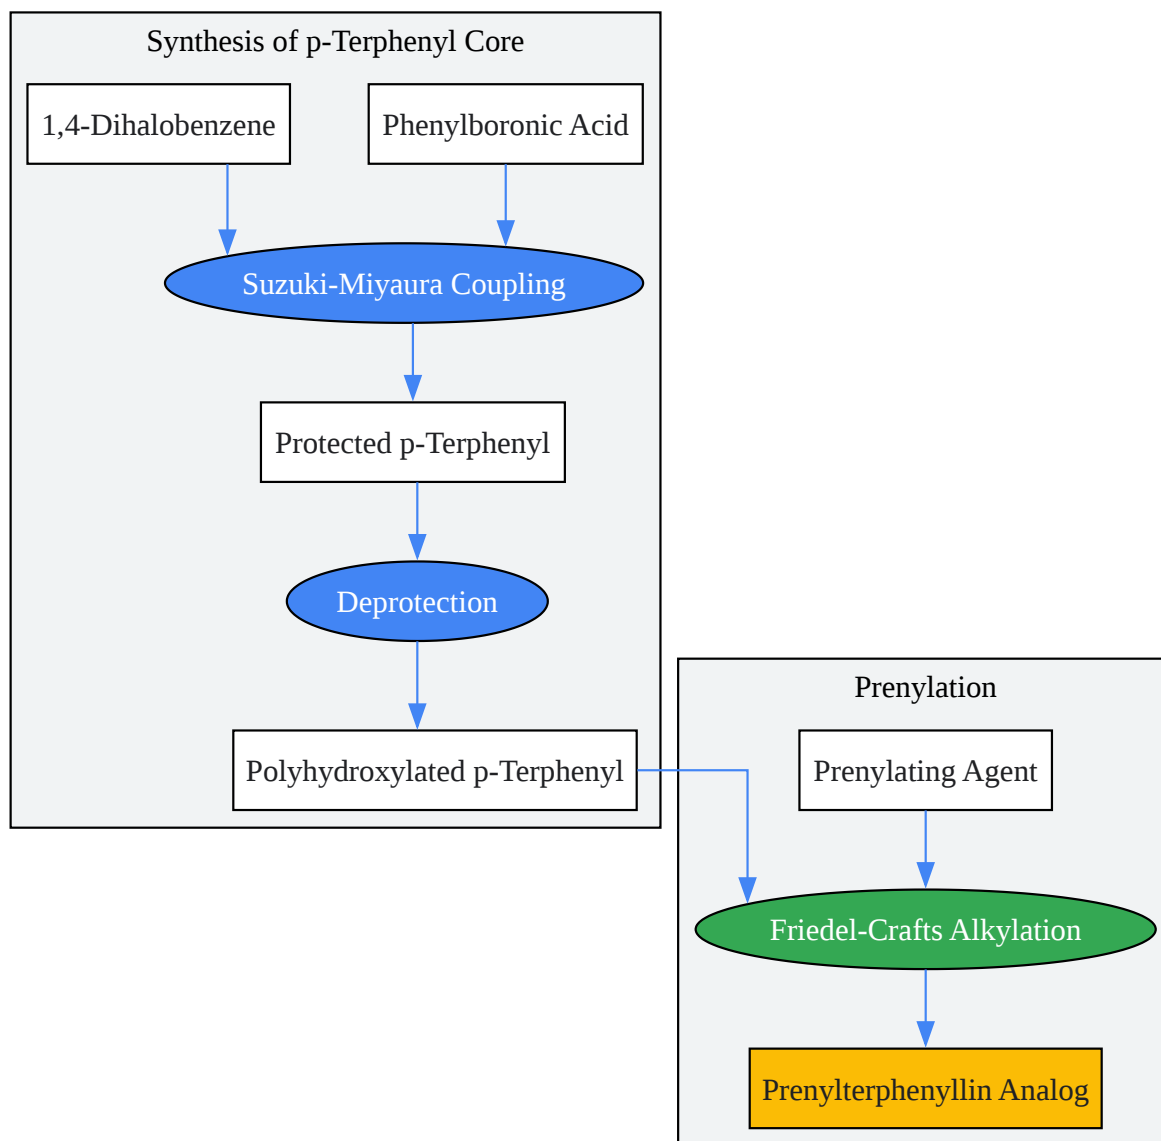 Synthesis of p-Terphenyl Core
1,4-Dihalobenzene
Phenylboronic Acid
Suzuki-Miyaura Coupling
Protected p-Terphenyl
Deprotection
Polyhydroxylated p-Terphenyl
Prenylation
Prenylating Agent
Friedel-Crafts Alkylation
Prenylterphenyllin Analog